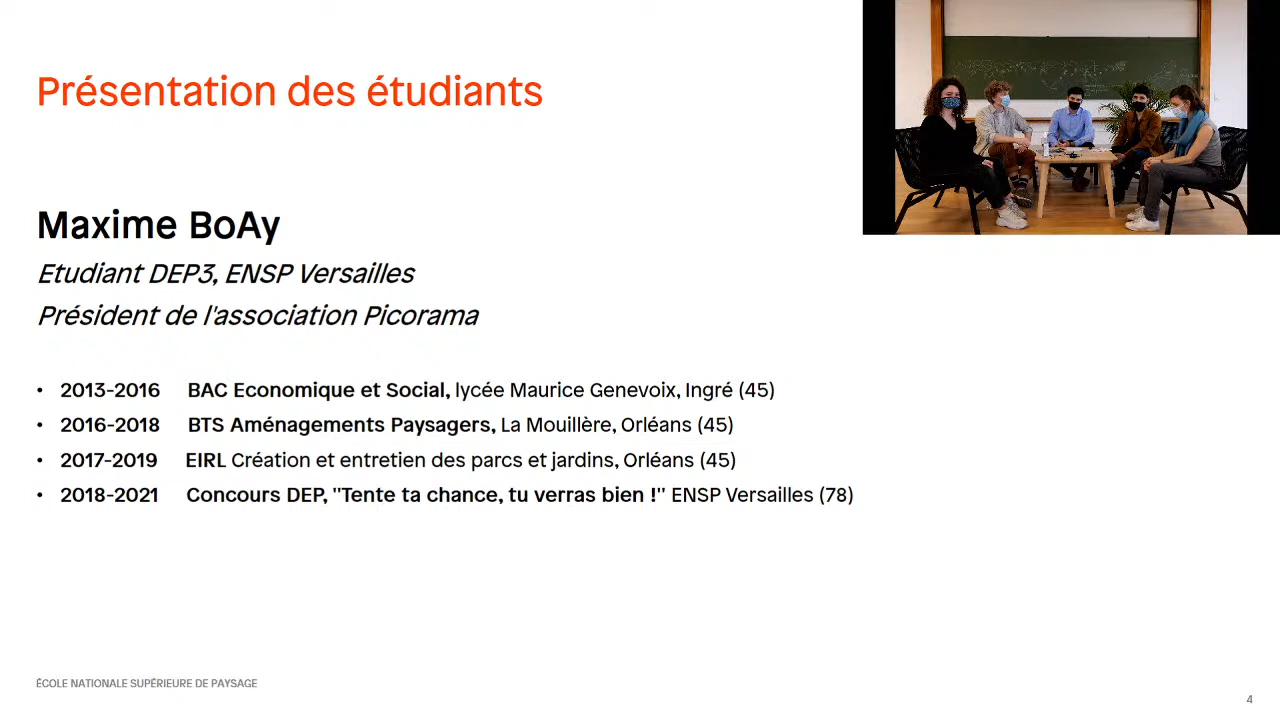 Présentation des étudiants
Maxime BoAy
Etudiant DEP3, ENSP Versailles
Président de l'association Picorama
• 2013-2016 BAC Economique et Social, lycée Maurice Genevoix, Ingré (45)
• 2016-2018 BTS Aménagements Paysagers, La Mouillère, Orléans (45)
• 2017-2019 EIRL Création et entretien des parcs et jardins, Orléans (45)
• 2018-2021 Concours DEP, "Tente ta chance, tu verras bien !" ENSP Versailles (78)
ÉCOLE NATIONALE SUPÉRIEURE DE PAYSAGE
4